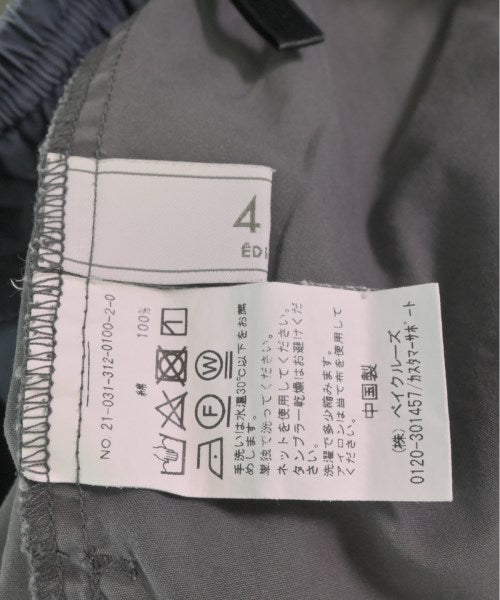 4
ÉDI
NO. 21-031-312-0100-2-0
綿 100%
手洗いは水温30℃以下をお薦
めします。
単独で洗ってください。
ネットを使用してください。
タンブラー乾燥はお避けくだ
さい。
洗濯で多少縮みます。
アイロンは当て布を使用して
ください。
中国製
(株) ベイクルーズ
0120-301457/カスタマーサポート